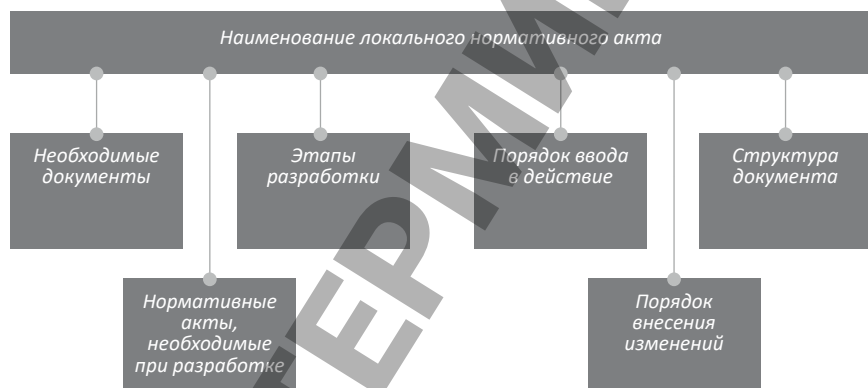 Наименование локального нормативного акта
Необходимые
документы
Этапы
разработки
Порядок ввода
в действие
Структура
документа
Нормативные
акты,
необходимые
при разработке
Порядок
внесения
изменений
ТЕРМИ